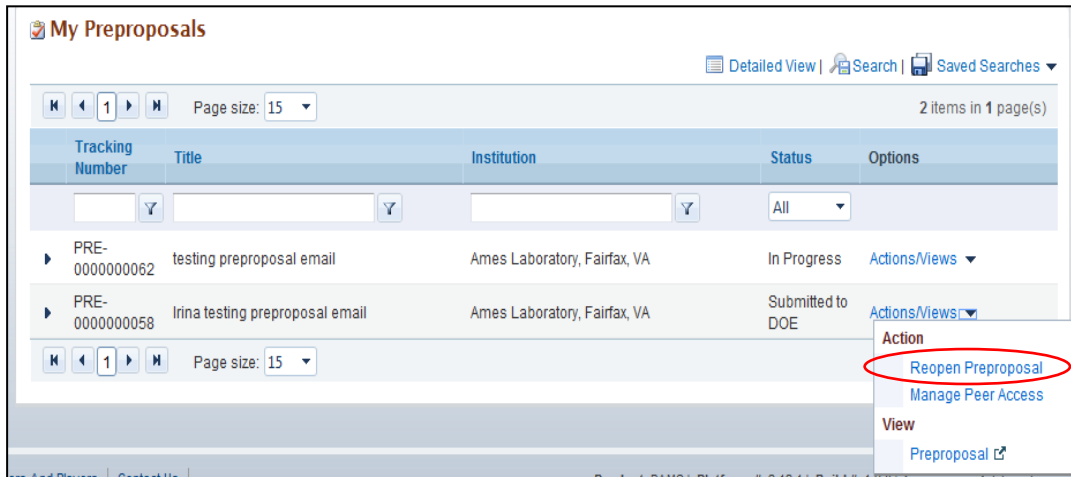 My Preproposals
Detailed View | Search | Saved Searches
1 Page size: 15 2 items in 1 page(s)
Tracking Number Title Institution Status Options
All
PRE-0000000062 testing preproposal email Ames Laboratory, Fairfax, VA In Progress Actions/Views
PRE-0000000058 Irina testing preproposal email Ames Laboratory, Fairfax, VA Submitted to DOE Actions/Views
1 Page size: 15
Action
Reopen Preproposal
Manage Peer Access
View
Preproposal
And Contact Us